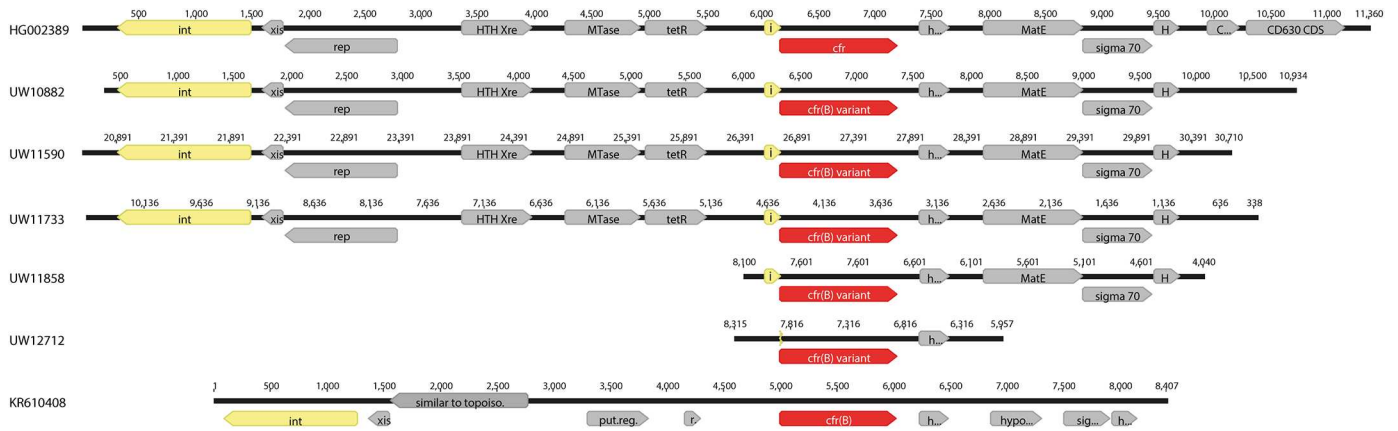 500 1,000 1,500 2,000 2,500 3,000 3,500 4,000 4,500 5,000 5,500 6,000 6,500 7,000 7,500 8,000 8,500 9,000 9,500 10,000 10,500 11,000 11,360
HG002389 int xis HTH Xre MTase tetR i h... MatE H C... CD630 CDS
rep cfr sigma 70
500 1,000 1,500 2,000 2,500 3,000 3,500 4,000 4,500 5,000 5,500 6,000 6,500 7,000 7,500 8,000 8,500 9,000 9,500 10,000 10,500 10,934
UW10882 int xis HTH Xre MTase tetR i h... MatE H
rep cfr(B) variant sigma 70
20,891 21,391 21,891 22,391 22,891 23,391 23,891 24,391 24,891 25,391 25,891 26,391 26,891 27,391 27,891 28,391 28,891 29,391 29,891 30,391 30,710
UW11590 int xis HTH Xre MTase tetR i h... MatE H
rep cfr(B) variant sigma 70
10,136 9,636 9,136 8,636 8,136 7,636 7,136 6,636 6,136 5,636 5,136 4,636 4,136 3,636 3,136 2,636 2,136 1,636 1,136 636 338
UW11733 int xis HTH Xre MTase tetR i h... MatE H
rep cfr(B) variant sigma 70
8,100 7,601 7,601 6,601 6,101 5,601 5,101 4,601 4,040
UW11858 i h... MatE H
cfr(B) variant sigma 70
8,315 7,816 7,316 6,816 6,316 5,957
UW12712 h...
cfr(B) variant
500 1,000 1,500 2,000 2,500 3,000 3,500 4,000 4,500 5,000 5,500 6,000 6,500 7,000 7,500 8,000 8,407
KR610408 similar to topoiso.
int xis put.reg. r. cfr(B) h... hypo... sig... h...